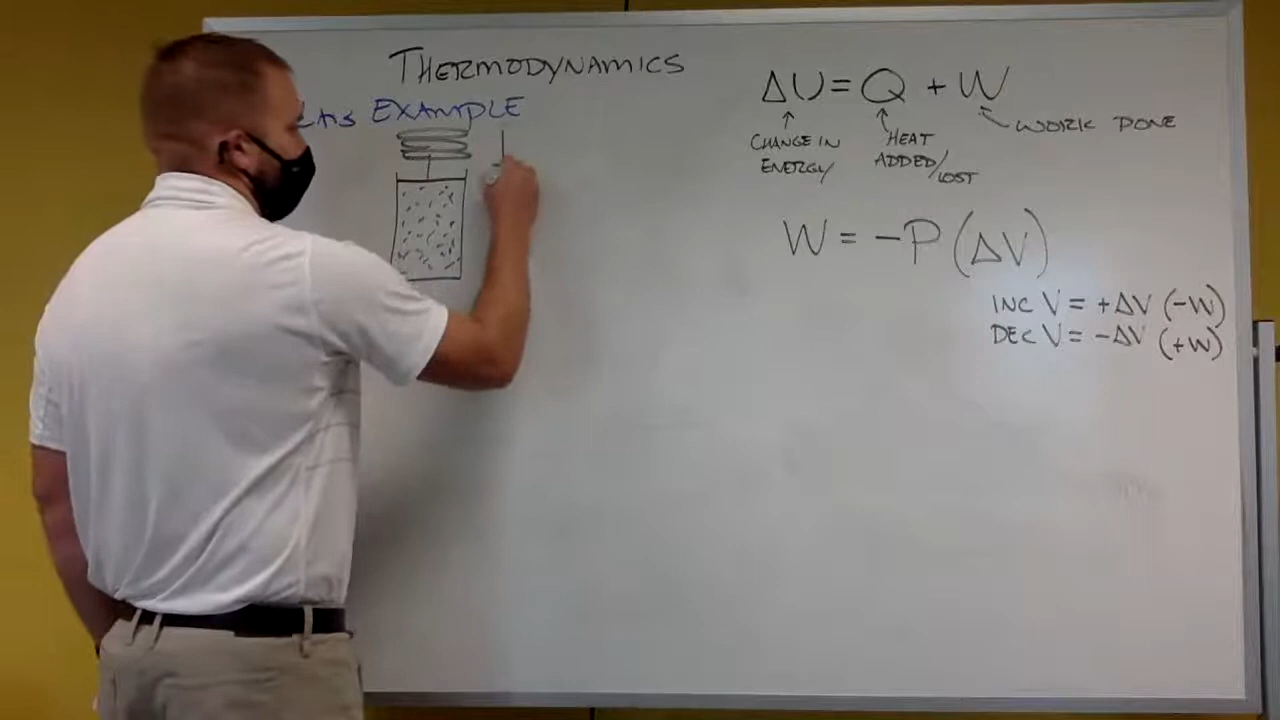 THERMODYNAMICS
EXAMPLE
ΔU = Q + W
CHANGE IN
ENERGY
HEAT
ADDED/
LOST
WORK DONE
W = -P(ΔV)
INC V = +ΔV (-W)
DEC V = -ΔV (+W)